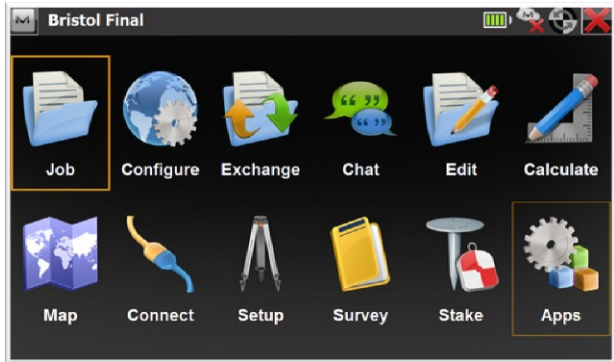 Bristol Final
Job Configure Exchange Chat Edit Calculate
Map Connect Setup Survey Stake Apps